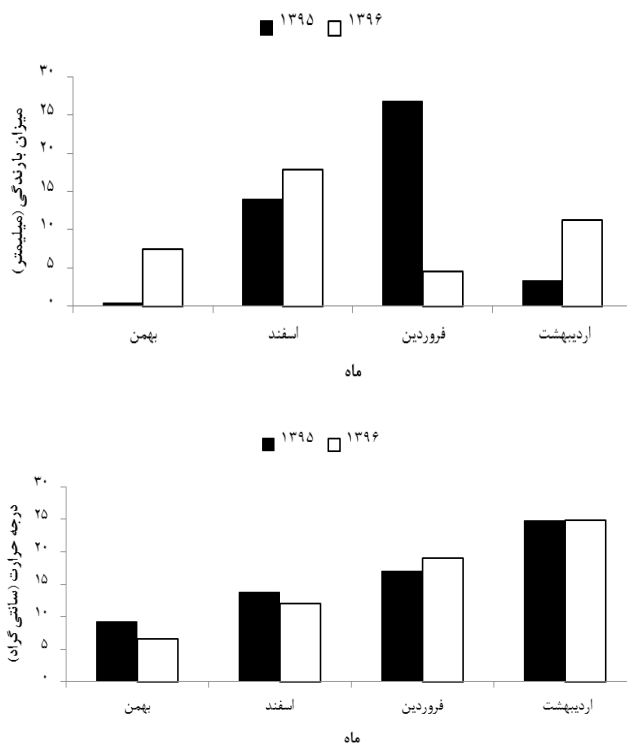 ۱۳۹۵ ۱۳۹۶
میزان بارندگی (میلیمتر)
۳۰
۲۵
۲۰
۱۵
۱۰
۵
۰
بهمن اسفند فروردین اردیبهشت
ماه
۱۳۹۵ ۱۳۹۶
درجه حرارت (سانتی گراد)
۳۰
۲۵
۲۰
۱۵
۱۰
۵
۰
بهمن اسفند فروردین اردیبهشت
ماه